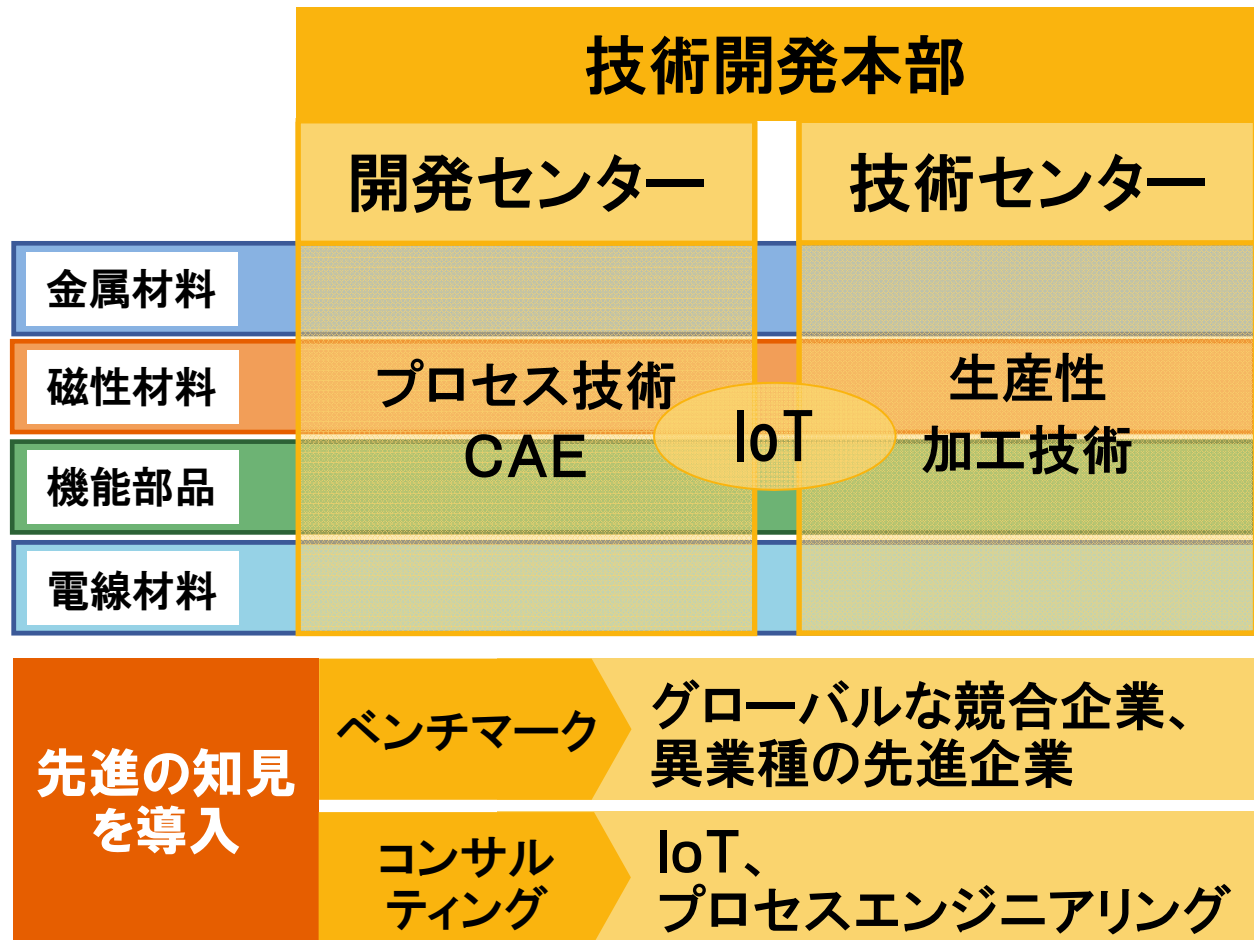 技術開発本部
開発センター
技術センター
金属材料
磁性材料
機能部品
電線材料
プロセス技術
CAE
IoT
生産性
加工技術
先進の知見
を導入
ベンチマーク
グローバルな競合企業、
異業種の先進企業
コンサル
ティング
IoT、
プロセスエンジニアリング